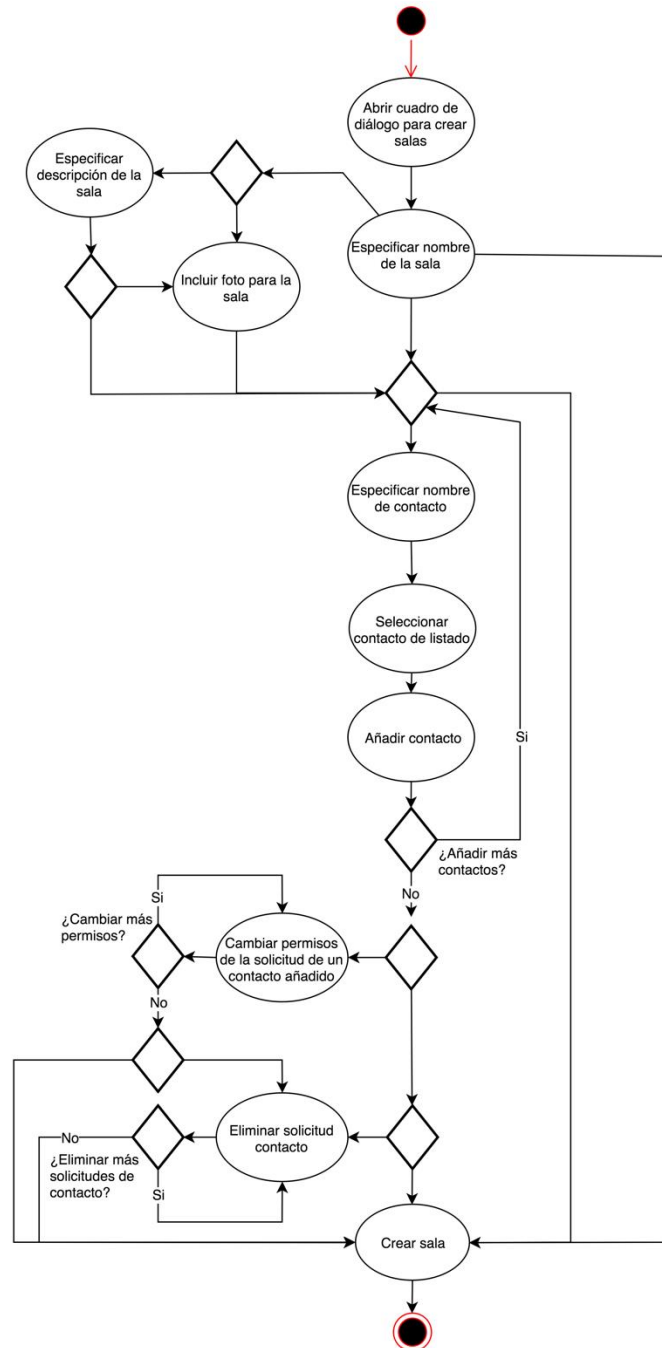 Abrir cuadro de
diálogo para crear
salas
Especificar
descripción de la
sala
Especificar nombre
de la sala
Incluir foto para la
sala
Especificar nombre
de contacto
Seleccionar
contacto de listado
Añadir contacto
Si
¿Añadir más
contactos?
No
Si
¿Cambiar más
permisos?
Cambiar permisos
de la solicitud de un
contacto añadido
No
Eliminar solicitud
contacto
No
¿Eliminar más
solicitudes de
contacto?
Si
Crear sala